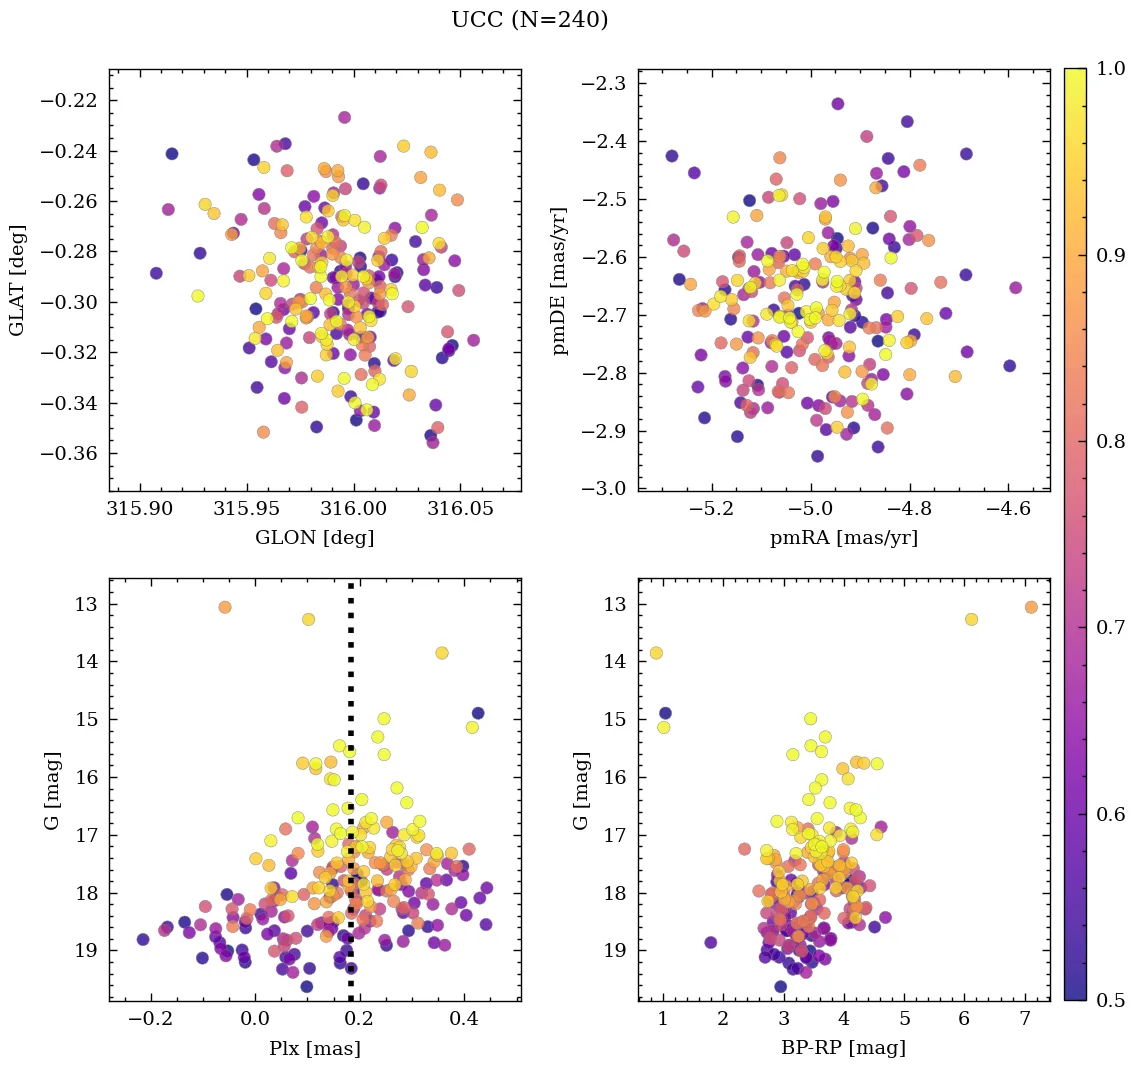 UCC (N=240)
−0.22
−0.24
−0.26
−0.28
−0.30
−0.32
−0.34
−0.36
GLAT [deg]
315.90 315.95 316.00 316.05
GLON [deg]
−2.3
−2.4
−2.5
−2.6
−2.7
−2.8
−2.9
−3.0
pmDE [mas/yr]
−5.2 −5.0 −4.8 −4.6
pmRA [mas/yr]
13
14
15
16
17
18
19
G [mag]
−0.2 0.0 0.2 0.4
Plx [mas]
13
14
15
16
17
18
19
G [mag]
1 2 3 4 5 6 7
BP-RP [mag]
1.0
0.9
0.8
0.7
0.6
0.5